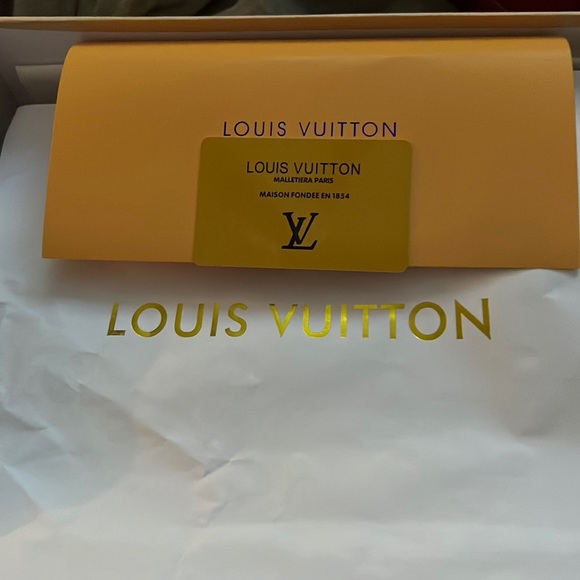 LOUIS VUITTON
LOUIS VUITTON
MALLETIERA PARIS
MAISON FONDEE EN 1854
LV
LOUIS VUITTON